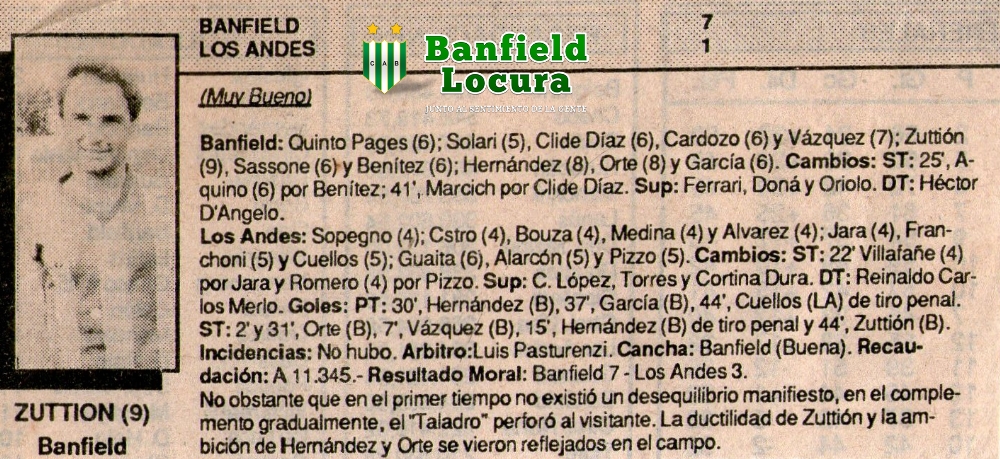 BANFIELD 7
LOS ANDES 1
C A B
Banfield
Locura
JUNTO AL SENTIMIENTO DE LA GENTE
(Muy Bueno)
Banfield: Quinto Pages (6); Solari (5), Clide Díaz (6), Cardozo (6) y Vázquez (7); Zuttión
(9), Sassone (6) y Benítez (6); Hernández (8), Orte (8) y García (6). Cambios: ST: 25', A-
quino (6) por Benítez; 41', Marcich por Clide Díaz. Sup: Ferrari, Doná y Oriolo. DT: Héctor
D'Angelo.
Los Andes: Sopegno (4); Cstro (4), Bouza (4), Medina (4) y Alvarez (4); Jara (4), Fran-
choni (5) y Cuellos (5); Guaita (6), Alarcón (5) y Pizzo (5). Cambios: ST: 22' Villafañe (4)
por Jara y Romero (4) por Pizzo. Sup: C. López, Torres y Cortina Dura. DT: Reinaldo Car-
los Merlo. Goles: PT: 30', Hernández (B), 37', García (B), 44', Cuellos (LA) de tiro penal.
ST: 2' y 31', Orte (B), 7', Vázquez (B), 15', Hernández (B) de tiro penal y 44', Zuttión (B).
Incidencias: No hubo. Arbitro:Luis Pasturenzi. Cancha: Banfield (Buena). Recau-
dación: A 11.345.- Resultado Moral: Banfield 7 - Los Andes 3.
No obstante que en el primer tiempo no existió un desequilibrio manifiesto, en el comple-
mento gradualmente, el "Taladro" perforó al visitante. La ductilidad de Zuttión y la am-
bición de Hernández y Orte se vieron reflejados en el campo.
ZUTTION (9)
Banfield